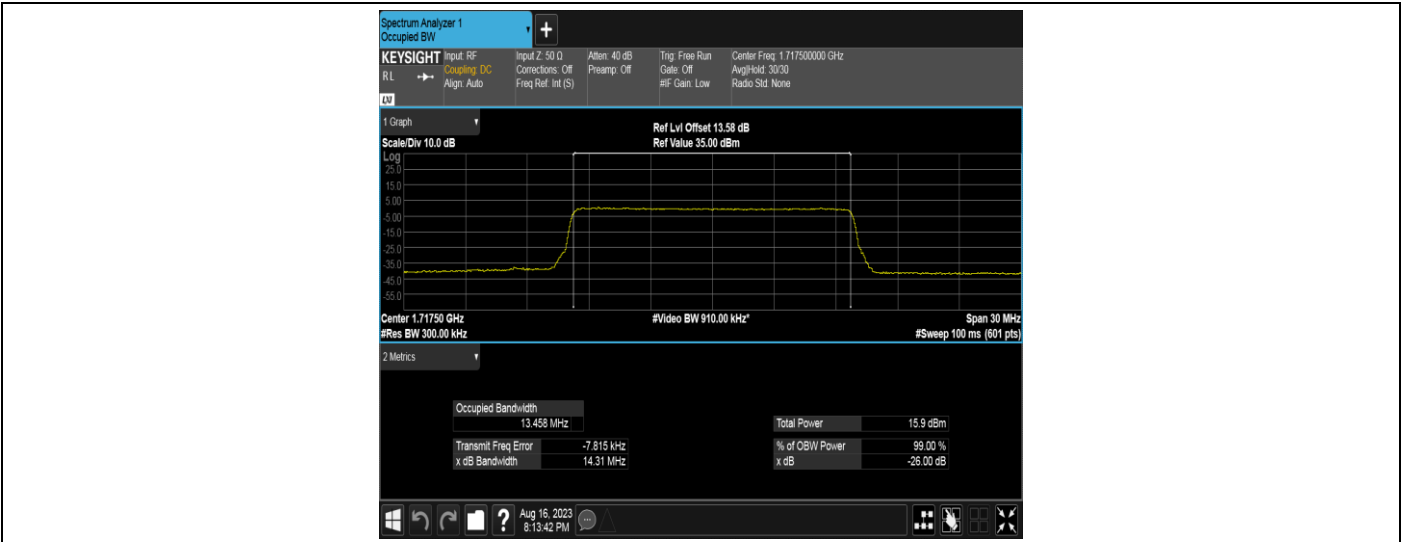 Spectrum Analyzer 1
Occupied BW
+
KEYSIGHT
RL
LXI
Input: RF
Coupling: DC
Align: Auto
Input Z: 50 Ω
Corrections: Off
Freq Ref: Int (S)
Atten: 40 dB
Preamp: Off
Trig: Free Run
Gate: Off
#IF Gain: Low
Center Freq: 1.717500000 GHz
Avg|Hold: 30/30
Radio Std: None
1 Graph
Scale/Div 10.0 dB
Ref Lvl Offset 13.58 dB
Ref Value 35.00 dBm
Log
25.0
15.0
5.00
-5.00
-15.0
-25.0
-35.0
-45.0
-55.0
Center 1.71750 GHz
#Video BW 910.00 kHz*
Span 30 MHz
#Res BW 300.00 kHz
#Sweep 100 ms (601 pts)
2 Metrics
Occupied Bandwidth
13.458 MHz
Total Power 15.9 dBm
Transmit Freq Error -7.815 kHz
% of OBW Power 99.00 %
x dB Bandwidth 14.31 MHz
x dB -26.00 dB
?
Aug 16, 2023
8:13:42 PM